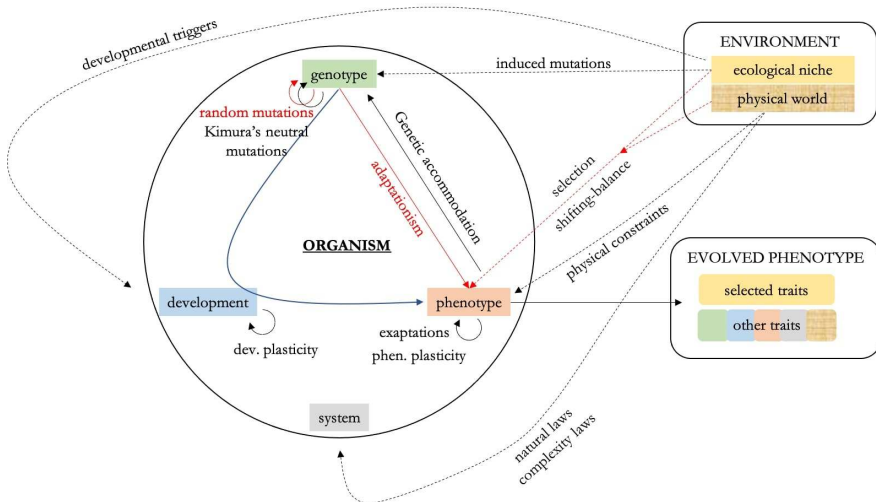 developmental triggers
ENVIRONMENT
ecological niche
physical world
genotype
induced mutations
random mutations
Kimura's neutral
mutations
Genetic accommodation
adaptationism
selection
shifting-balance
physical constraints
ORGANISM
EVOLVED PHENOTYPE
selected traits
other traits
development
phenotype
dev. plasticity
exaptations
phen. plasticity
system
natural laws
complexity laws